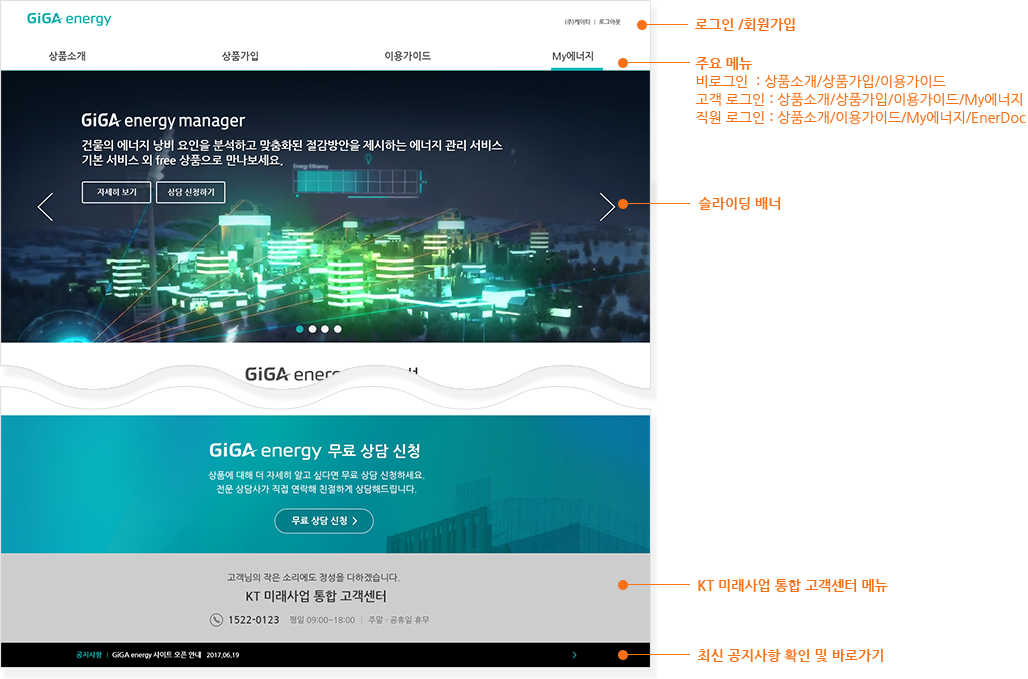 GiGA energy
(주)케이티 | 로그아웃
로그인 /회원가입
상품소개 상품가입 이용가이드 My에너지
주요 메뉴
비로그인 : 상품소개/상품가입/이용가이드
고객 로그인 : 상품소개/상품가입/이용가이드/My에너지
직원 로그인 : 상품소개/이용가이드/My에너지/EnerDoc
GiGA energy manager
건물의 에너지 낭비 요인을 분석하고 맞춤화된 절감방안을 제시하는 에너지 관리 서비스
기본 서비스 외 free 상품으로 만나보세요.
Energy Efficiency
자세히 보기 상담 신청하기
슬라이딩 배너
GiGA energy
GiGA energy 무료 상담 신청
상품에 대해 더 자세히 알고 싶다면 무료 상담 신청하세요.
전문 상담사가 직접 연락해 친절하게 상담해드립니다.
무료 상담 신청 >
고객님의 작은 소리에도 정성을 다하겠습니다.
KT 미래사업 통합 고객센터 메뉴
KT 미래사업 통합 고객센터
1522-0123 평일 09:00~18:00 | 주말 · 공휴일 휴무
공지사항 | GiGA energy 사이트 오픈 안내 2017.06.19 >
최신 공지사항 확인 및 바로가기